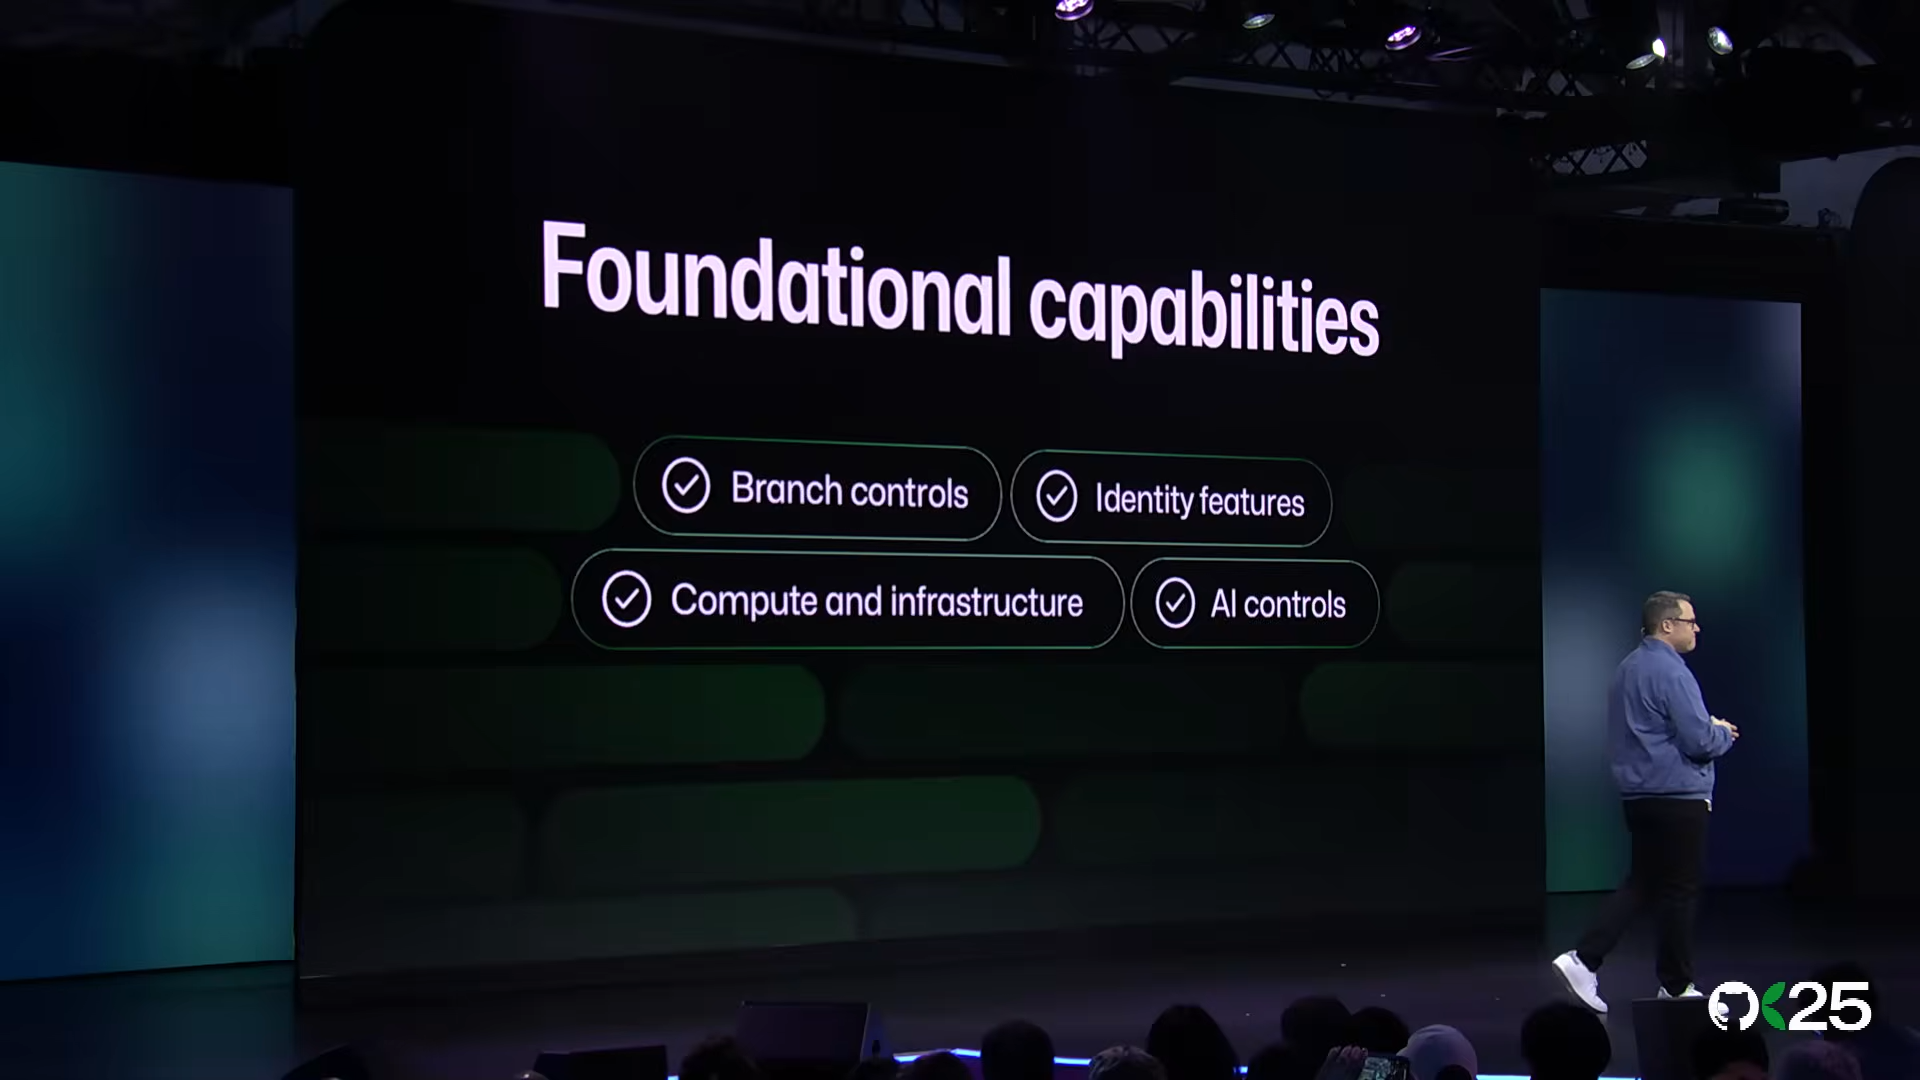 Foundational capabilities
Branch controls
Identity features
Compute and infrastructure
AI controls
25